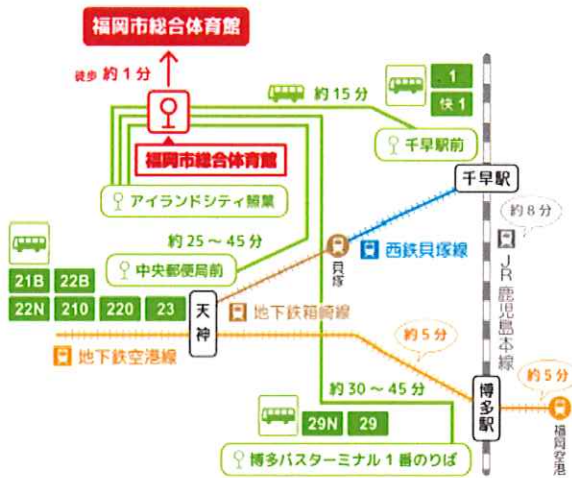 福岡市総合体育館
徒歩 約1分
約15分
1
快1
千早駅前
福岡市総合体育館
千早駅
アイランドシティ照葉
約8分
約25～45分
貝塚
西鉄貝塚線
JR鹿児島本線
中央郵便局前
21B 22B
22N 210 220 23
天神
地下鉄箱崎線
地下鉄空港線
約5分
博多駅
約5分
福岡空港
約30～45分
29N 29
博多バスターミナル1番のりば